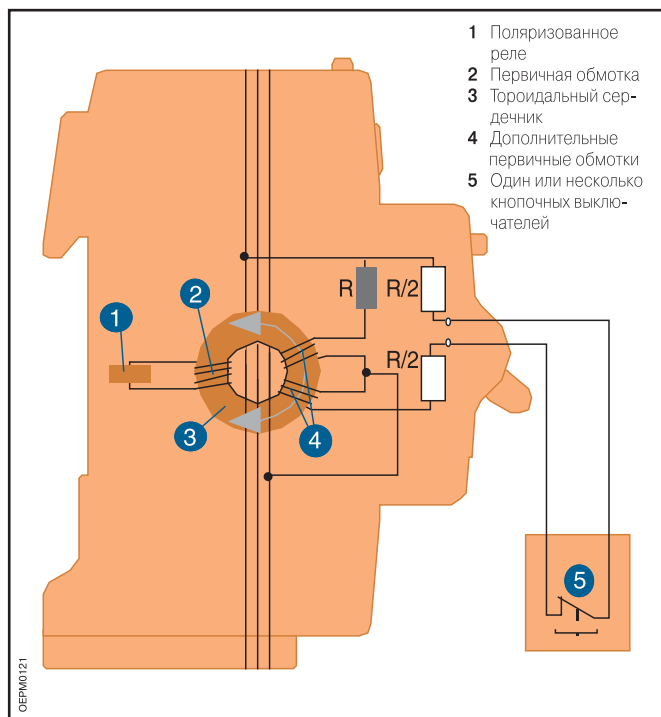 1 Поляризованное
реле
2 Первичная обмотка
3 Тороидальный сер-
дечник
4 Дополнительные
первичные обмотки
5 Один или несколько
кнопочных выклю-
чателей
R R/2
R/2
1
2
3
4
5
OEPM0121